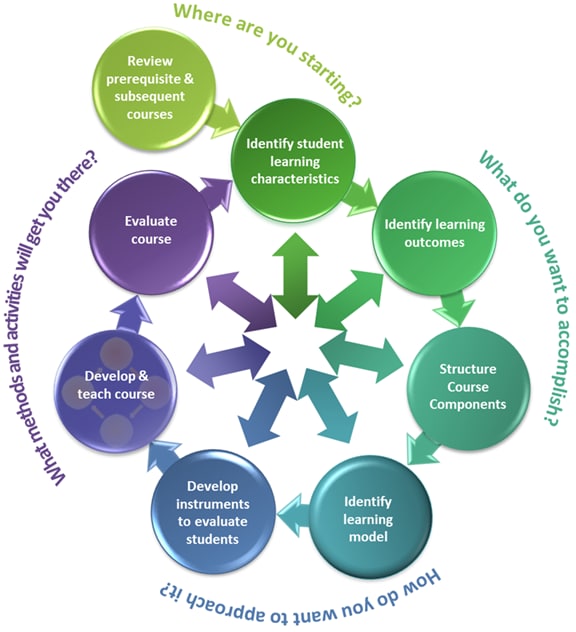 Where are you starting?
Review
prerequisite &
subsequent
courses
Identify student
learning
characteristics
What do you want to accomplish?
Identify learning
outcomes
Structure
Course
Components
How do you want to approach it?
Identify
learning
model
Develop
instruments
to evaluate
students
What methods and activities will get you there?
Develop &
teach course
Evaluate
course